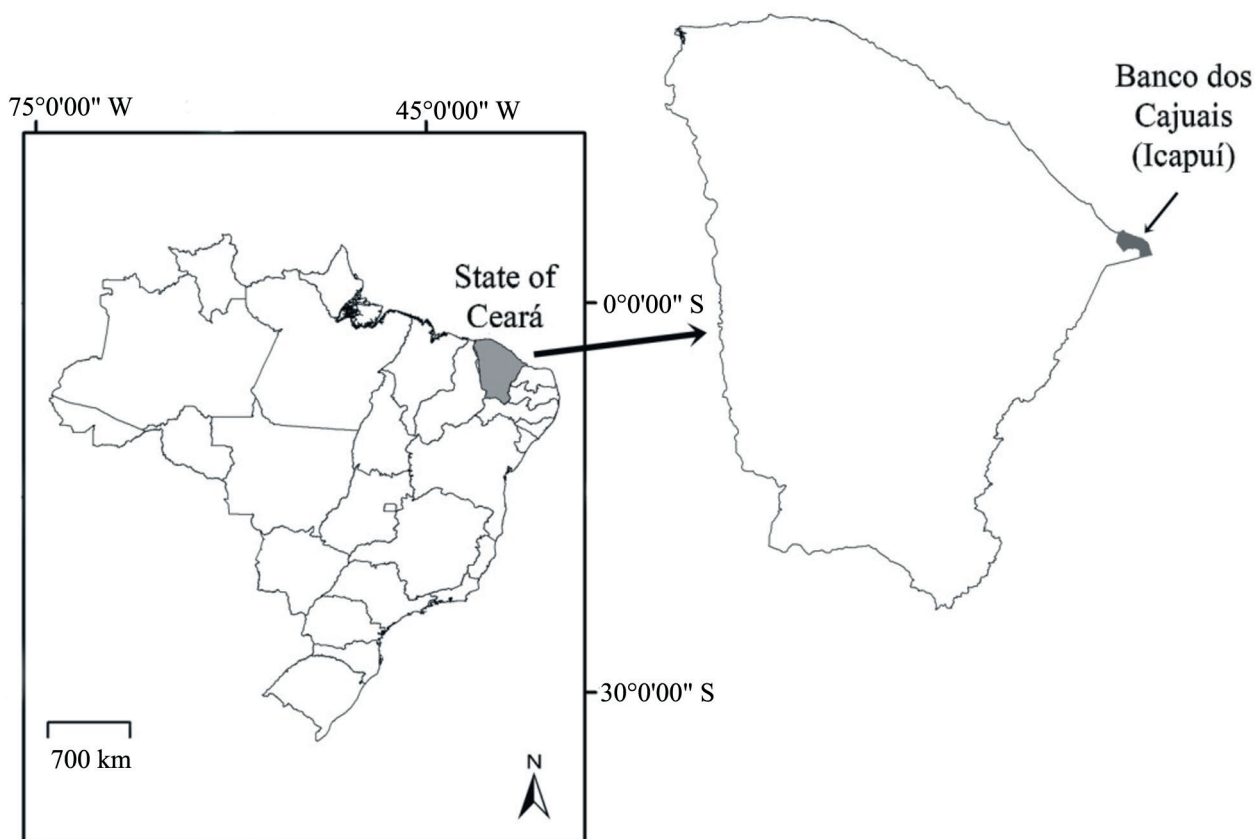 75°0'00" W
45°0'00" W
Banco dos
Cajuais
(Icapuí)
State of
Ceará
0°0'00" S
30°0'00" S
700 km
N